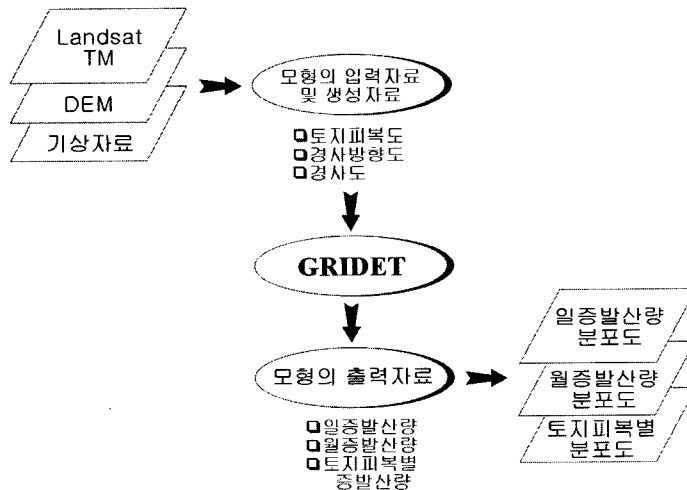 Landsat
TM
DEM
기상자료
모형의 입력자료
및 생성자료
❏토지피복도
❏경사방향도
❏경사도
GRIDET
모형의 출력자료
❏일증발산량
❏월증발산량
❏토지피복별
증발산량
일증발산량
분포도
월증발산량
분포도
토지피복별
분포도